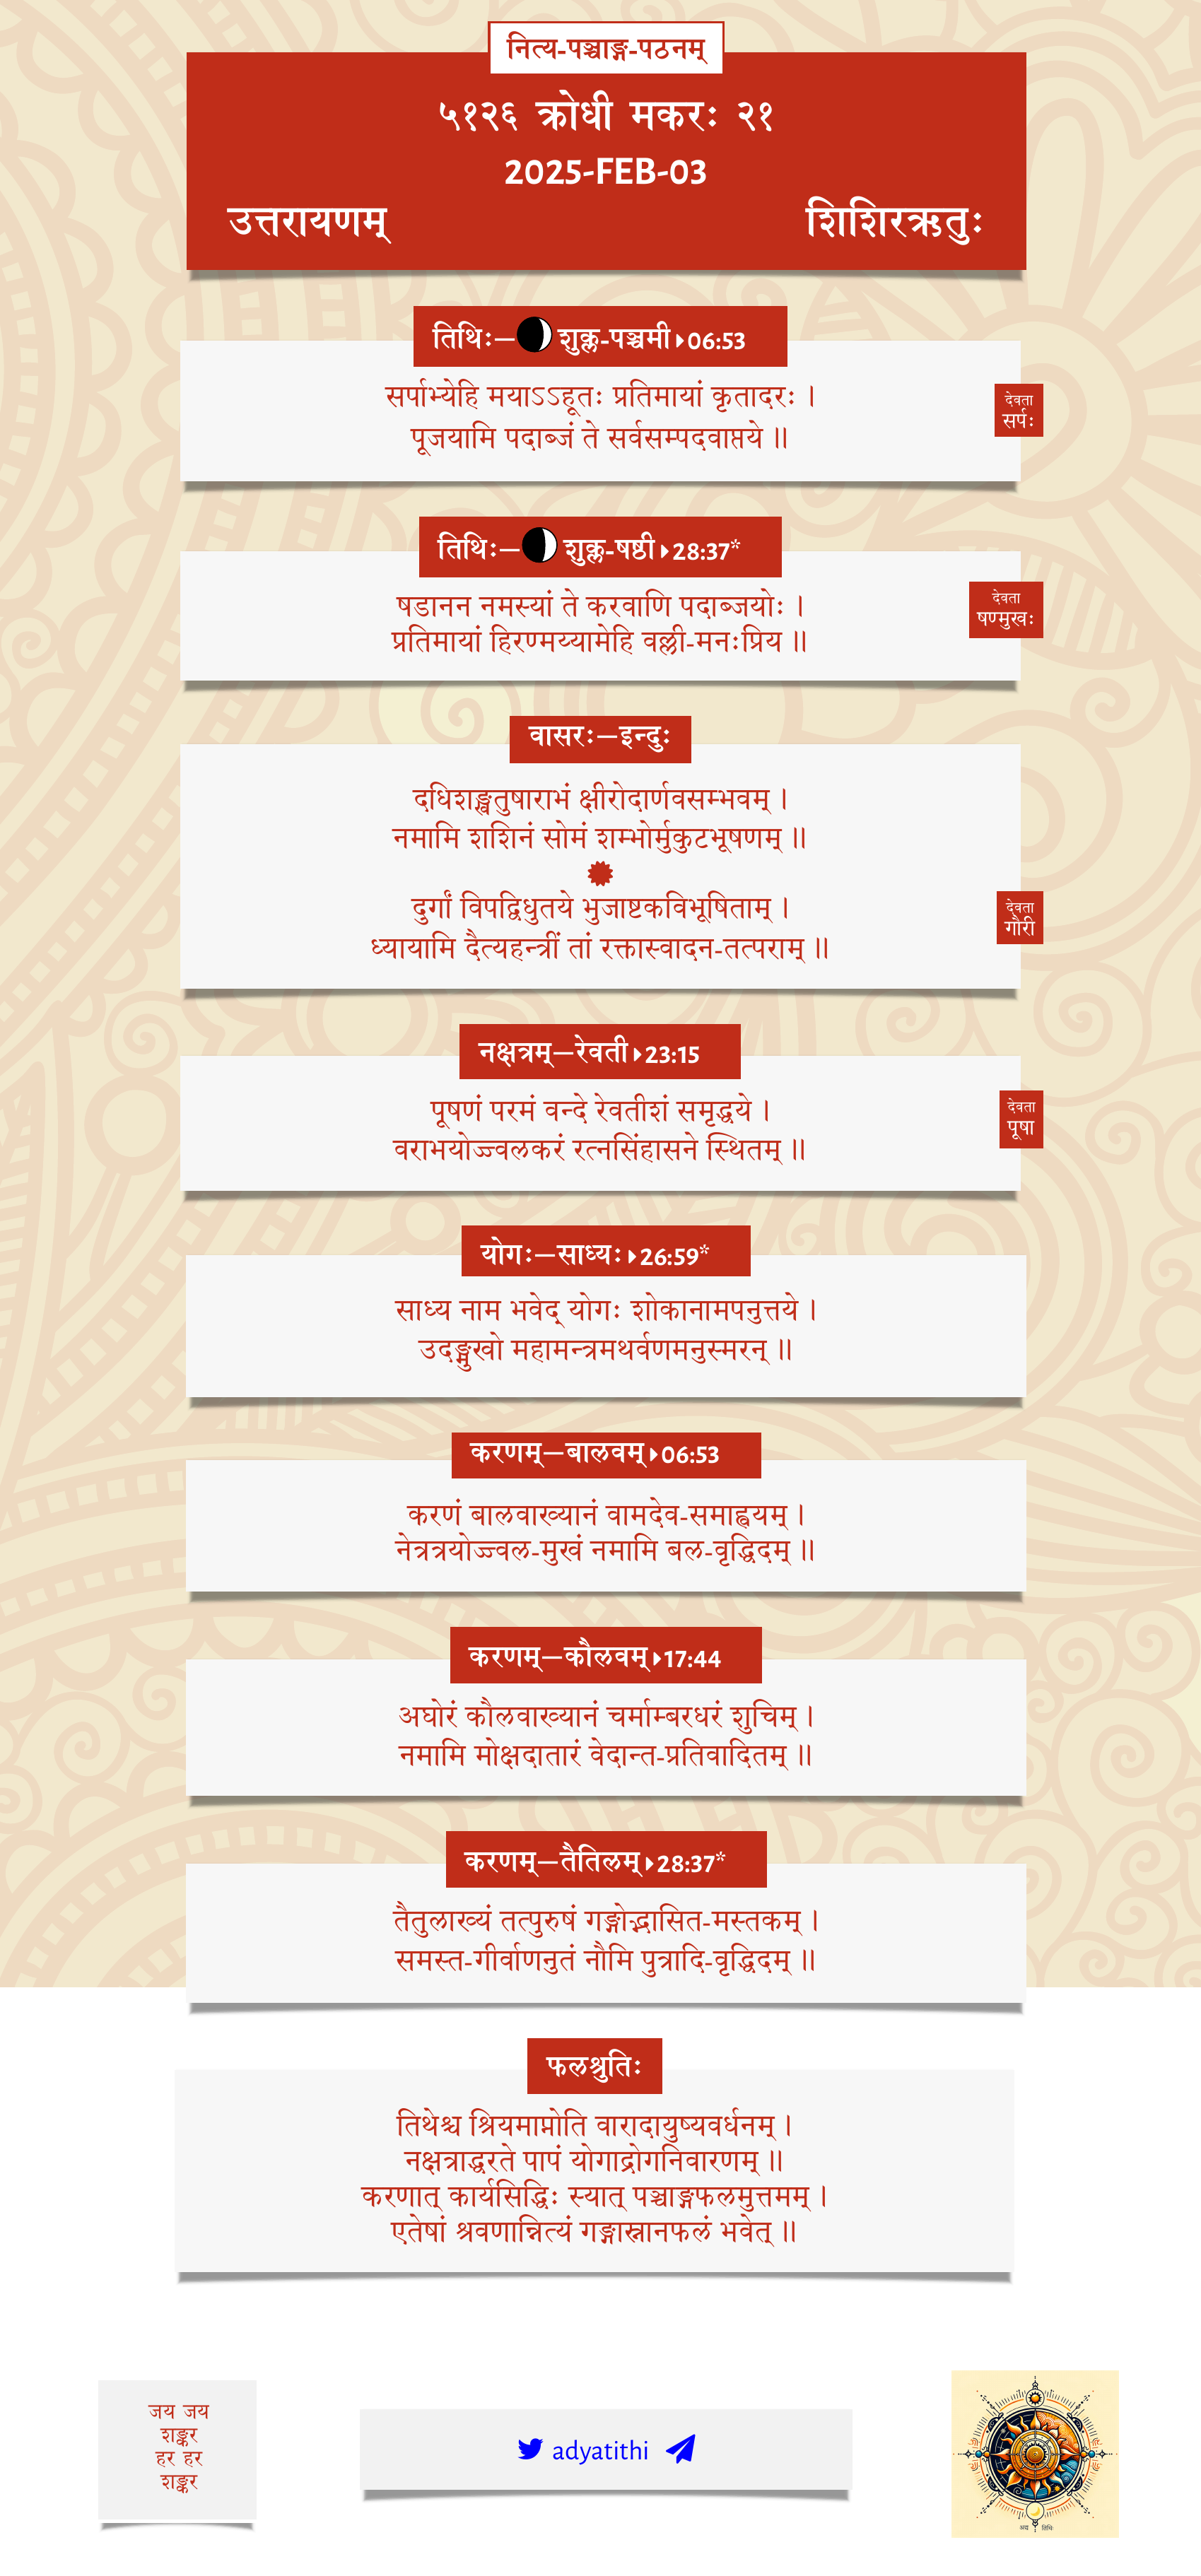 नित्य-पञ्चाङ्ग-पठनम्
५१२६ क्रोधी मकरः २१
2025-FEB-03
उत्तरायणम् शिशिरऋतुः
तिथिः— शुक्ल-पञ्चमी 06:53
सर्पाभ्येहि मयाऽऽहूतः प्रतिमायां कृतादरः ।
पूजयामि पदाब्जं ते सर्वसम्पदवाप्तये ॥
देवता
सर्पः
तिथिः— शुक्ल-षष्ठी 28:37*
षडानन नमस्यां ते करवाणि पदाब्जयोः ।
प्रतिमायां हिरण्मय्यामेहि वल्ली-मनःप्रिय ॥
देवता
षण्मुखः
वासरः—इन्दुः
दधिशङ्खतुषाराभं क्षीरोदार्णवसम्भवम् ।
नमामि शशिनं सोमं शम्भोर्मुकुटभूषणम् ॥
दुर्गां विपद्विधुतये भुजाष्टकविभूषिताम् ।
ध्यायामि दैत्यहन्त्रीं तां रक्तास्वादन-तत्पराम् ॥
देवता
गौरी
नक्षत्रम्—रेवती 23:15
पूषणं परमं वन्दे रेवतीशं समृद्धये ।
वराभयोज्ज्वलकरं रत्नसिंहासने स्थितम् ॥
देवता
पूषा
योगः—साध्यः 26:59*
साध्य नाम भवेद् योगः शोकानामपनुत्तये ।
उदङ्मुखो महामन्त्रमथर्वणमनुस्मरन् ॥
करणम्—बालवम् 06:53
करणं बालवाख्यानं वामदेव-समाह्वयम् ।
नेत्रत्रयोज्ज्वल-मुखं नमामि बल-वृद्धिदम् ॥
करणम्—कौलवम् 17:44
अघोरं कौलवाख्यानं चर्माम्बरधरं शुचिम् ।
नमामि मोक्षदातारं वेदान्त-प्रतिवादितम् ॥
करणम्—तैतिलम् 28:37*
तैतुलाख्यं तत्पुरुषं गङ्गोद्भासित-मस्तकम् ।
समस्त-गीर्वाणनुतं नौमि पुत्रादि-वृद्धिदम् ॥
फलश्रुतिः
तिथेश्च श्रियमाप्नोति वारादायुष्यवर्धनम् ।
नक्षत्राद्धरते पापं योगाद्रोगनिवारणम् ॥
करणात् कार्यसिद्धिः स्यात् पञ्चाङ्गफलमुत्तमम् ।
एतेषां श्रवणान्नित्यं गङ्गास्नानफलं भवेत् ॥
जय जय
शङ्कर
हर हर
शङ्कर
adyatithi
अद्य तिथिः